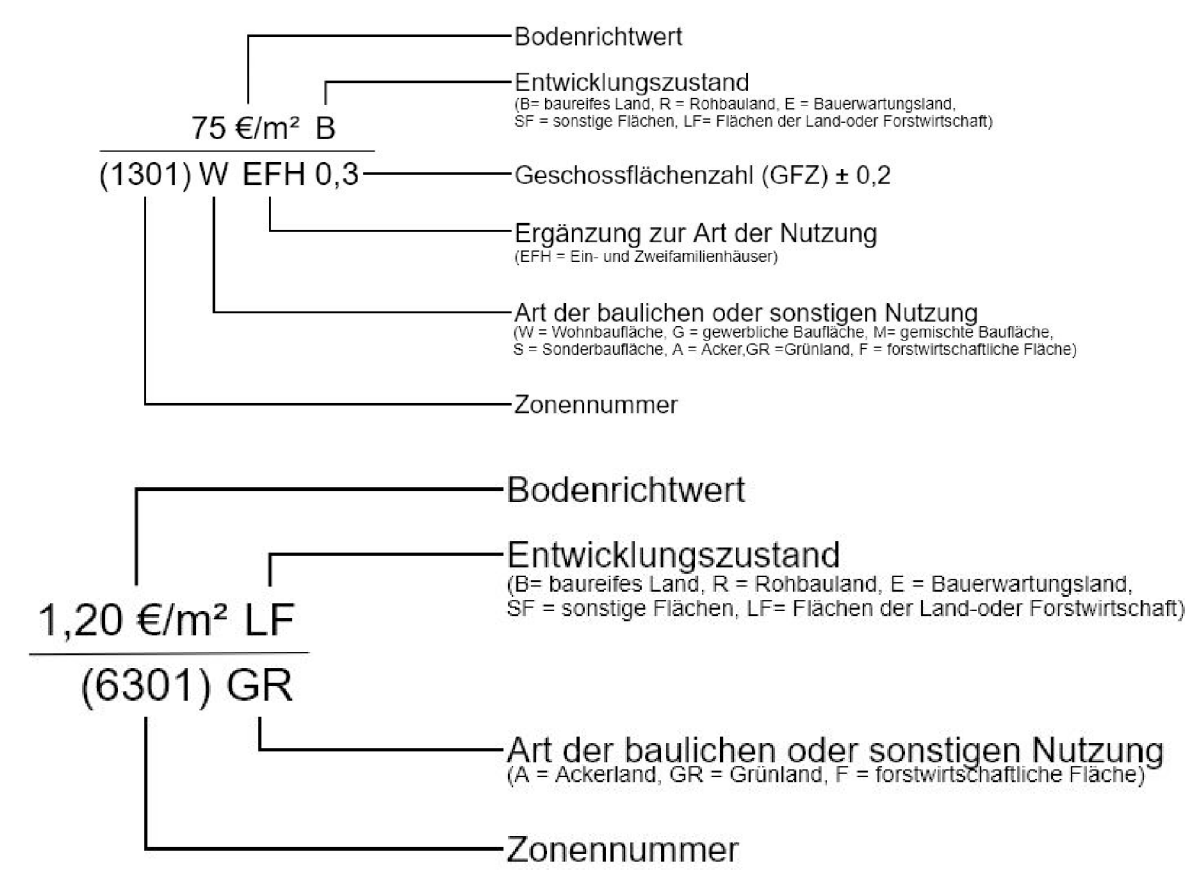 Bodenrichtwert
Entwicklungszustand
(B= baureifes Land, R = Rohbauland, E = Bauerwartungsland,
SF = sonstige Flächen, LF= Flächen der Land-oder Forstwirtschaft)
75 €/m² B
(1301) W EFH 0,3
Geschossflächenzahl (GFZ) ± 0,2
Ergänzung zur Art der Nutzung
(EFH = Ein- und Zweifamilienhäuser)
Art der baulichen oder sonstigen Nutzung
(W = Wohnbaufläche, G = gewerbliche Baufläche, M= gemischte Baufläche,
S = Sonderbaufläche, A = Acker,GR =Grünland, F = forstwirtschaftliche Fläche)
Zonennummer
Bodenrichtwert
Entwicklungszustand
(B= baureifes Land, R = Rohbauland, E = Bauerwartungsland,
SF = sonstige Flächen, LF= Flächen der Land-oder Forstwirtschaft)
1,20 €/m² LF
(6301) GR
Art der baulichen oder sonstigen Nutzung
(A = Ackerland, GR = Grünland, F = forstwirtschaftliche Fläche)
Zonennummer